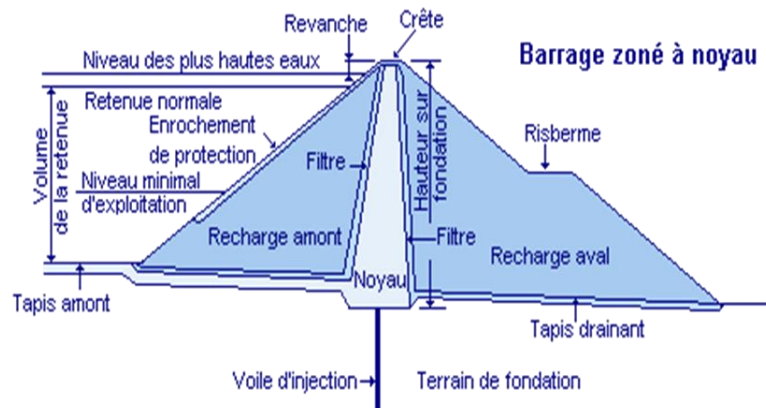 Revanche
Crête
Niveau des plus hautes eaux
Barrage zoné à noyau
Retenue normale
Enrochement
de protection
Risberme
Volume
de la retenue
Filtre
Hauteur sur
fondation
Niveau minimal
d'exploitation
Recharge amont
Filtre
Recharge aval
Noyau
Tapis amont
Tapis drainant
Voile d'injection
Terrain de fondation